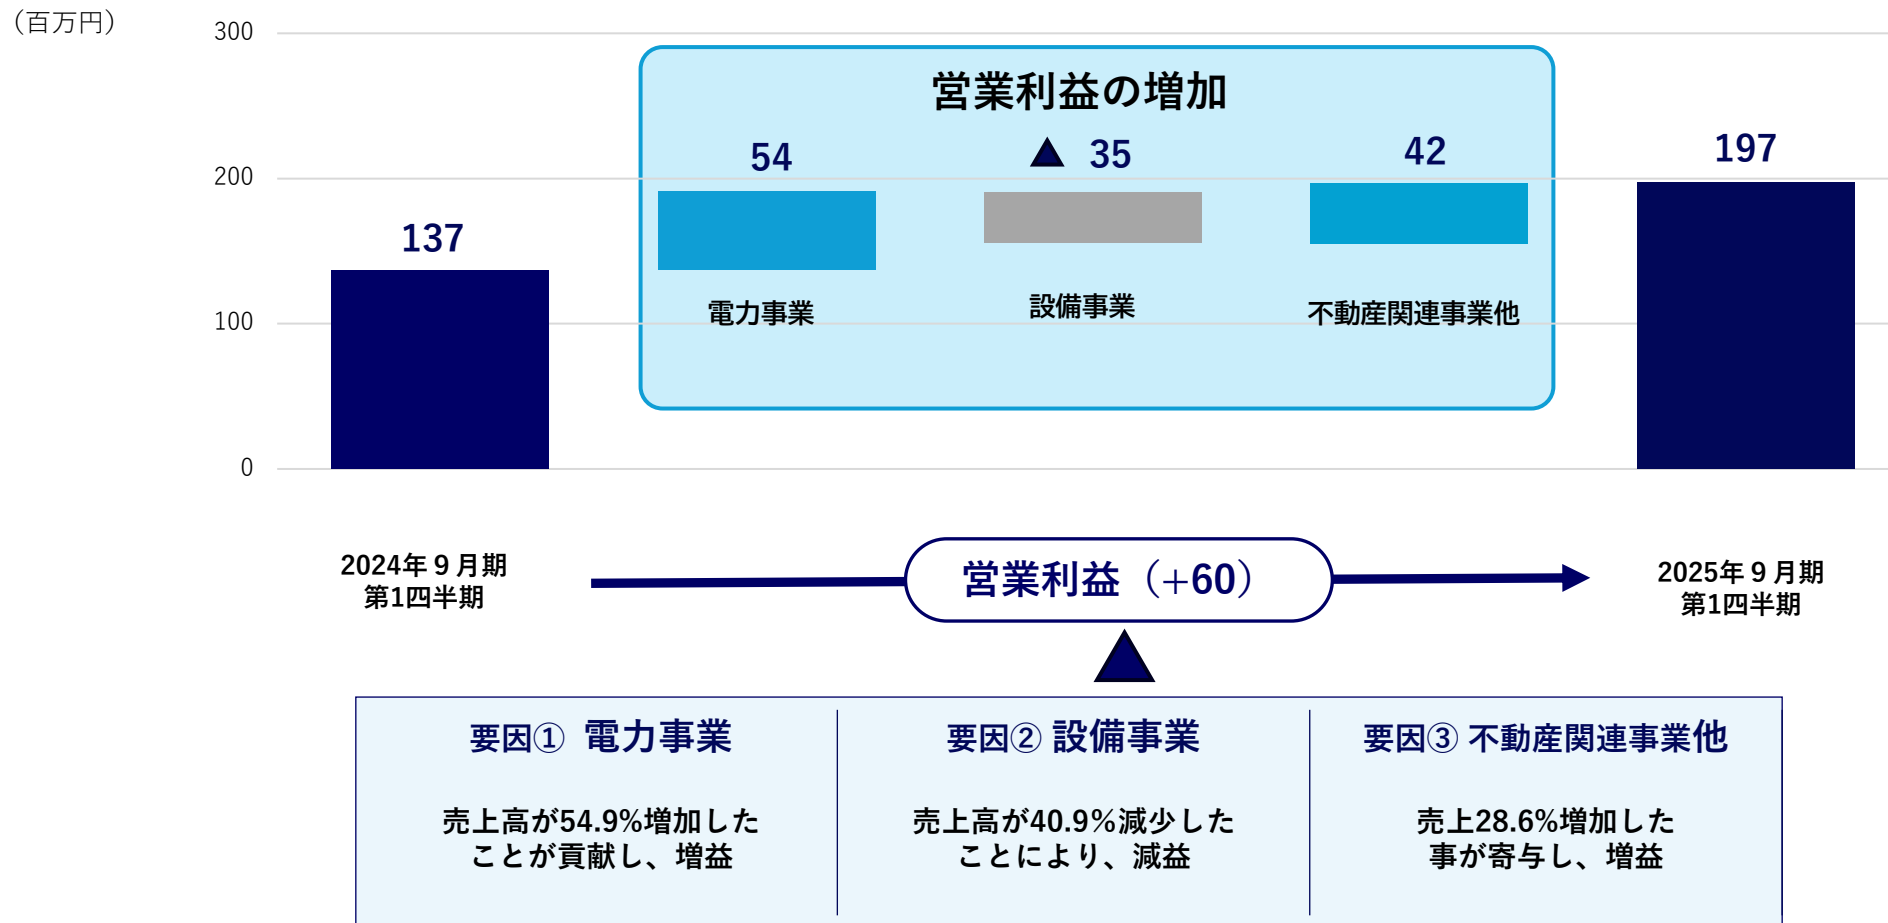 （百万円）
300
200
100
0
営業利益の増加
137
54
▲ 35
42
197
電力事業
設備事業
不動産関連事業他
2024年９月期
第1四半期
営業利益（+60）
2025年９月期
第1四半期
要因① 電力事業
売上高が54.9%増加した
ことが貢献し、増益
要因② 設備事業
売上高が40.9％減少した
ことにより、減益
要因③ 不動産関連事業他
売上28.6%増加した
事が寄与し、増益